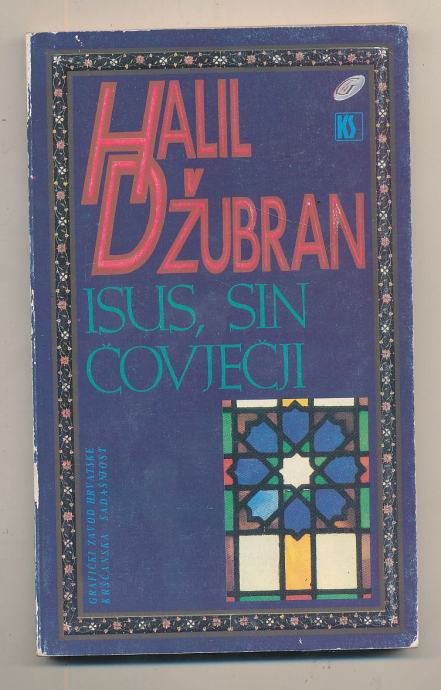 HALIL
DŽUBRAN
KS
ISUS, SIN
ČOVJEČJI
GRAFIČKI ZAVOD HRVATSKE
KRŠĆANSKA SADAŠNJOST